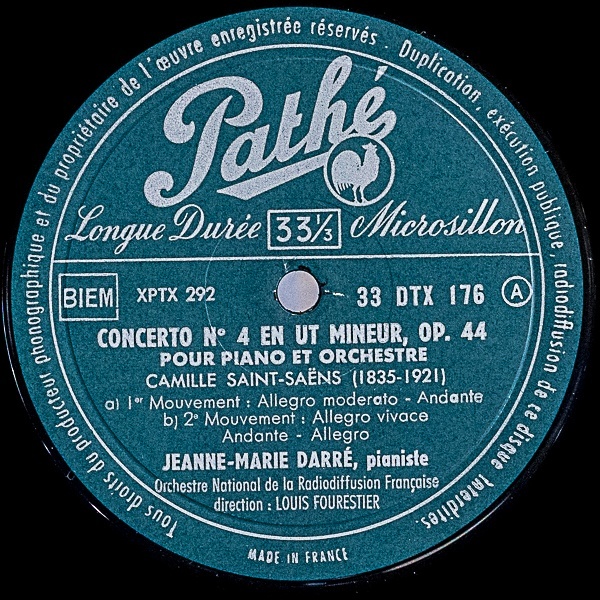 Tous droits du producteur phonographique et du propriétaire de l'œuvre enregistrée réservés · Duplication, exécution publique, radiodiffusion de ce disque Interdites.
Pathé
Longue Durée 33 1/3 Microsillon
BIEM XPTX 292 33 DTX 176 A
CONCERTO Nº 4 EN UT MINEUR, OP. 44
POUR PIANO ET ORCHESTRE
CAMILLE SAINT-SAËNS (1835-1921)
a) 1er Mouvement : Allegro moderato - Andante
b) 2e Mouvement : Allegro vivace
Andante - Allegro
JEANNE-MARIE DARRÉ, pianiste
Orchestre National de la Radiodiffusion Française
direction : LOUIS FOURESTIER
MADE IN FRANCE